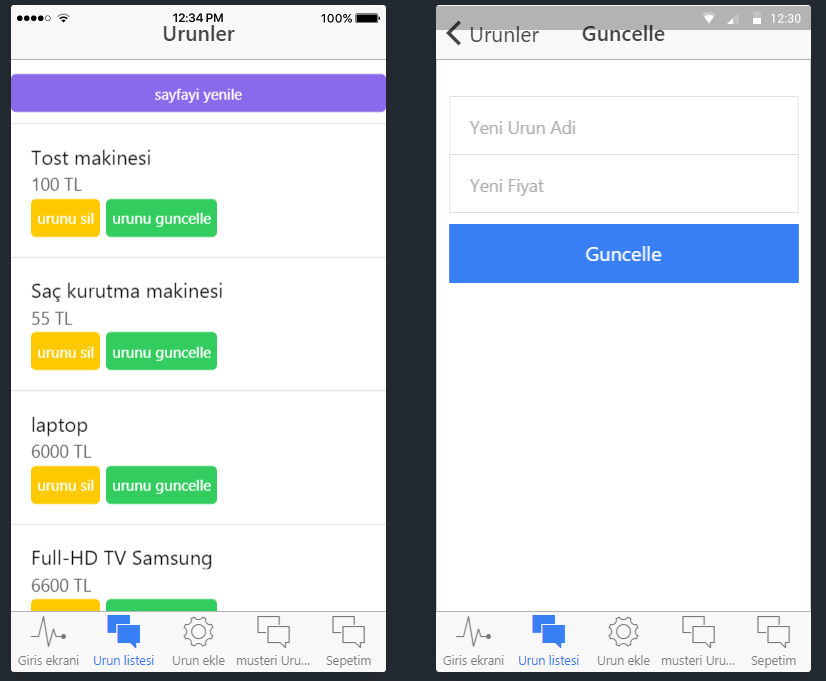 12:34 PM
100%
Urunler
sayfayi yenile
Tost makinesi
100 TL
urunu sil
urunu guncelle
Saç kurutma makinesi
55 TL
urunu sil
urunu guncelle
laptop
6000 TL
urunu sil
urunu guncelle
Full-HD TV Samsung
6600 TL
Giris ekrani
Urun listesi
Urun ekle
musteri Uru...
Sepetim
12:30
Urunler
Guncelle
Yeni Urun Adi
Yeni Fiyat
Guncelle
Giris ekrani
Urun listesi
Urun ekle
musteri Uru...
Sepetim